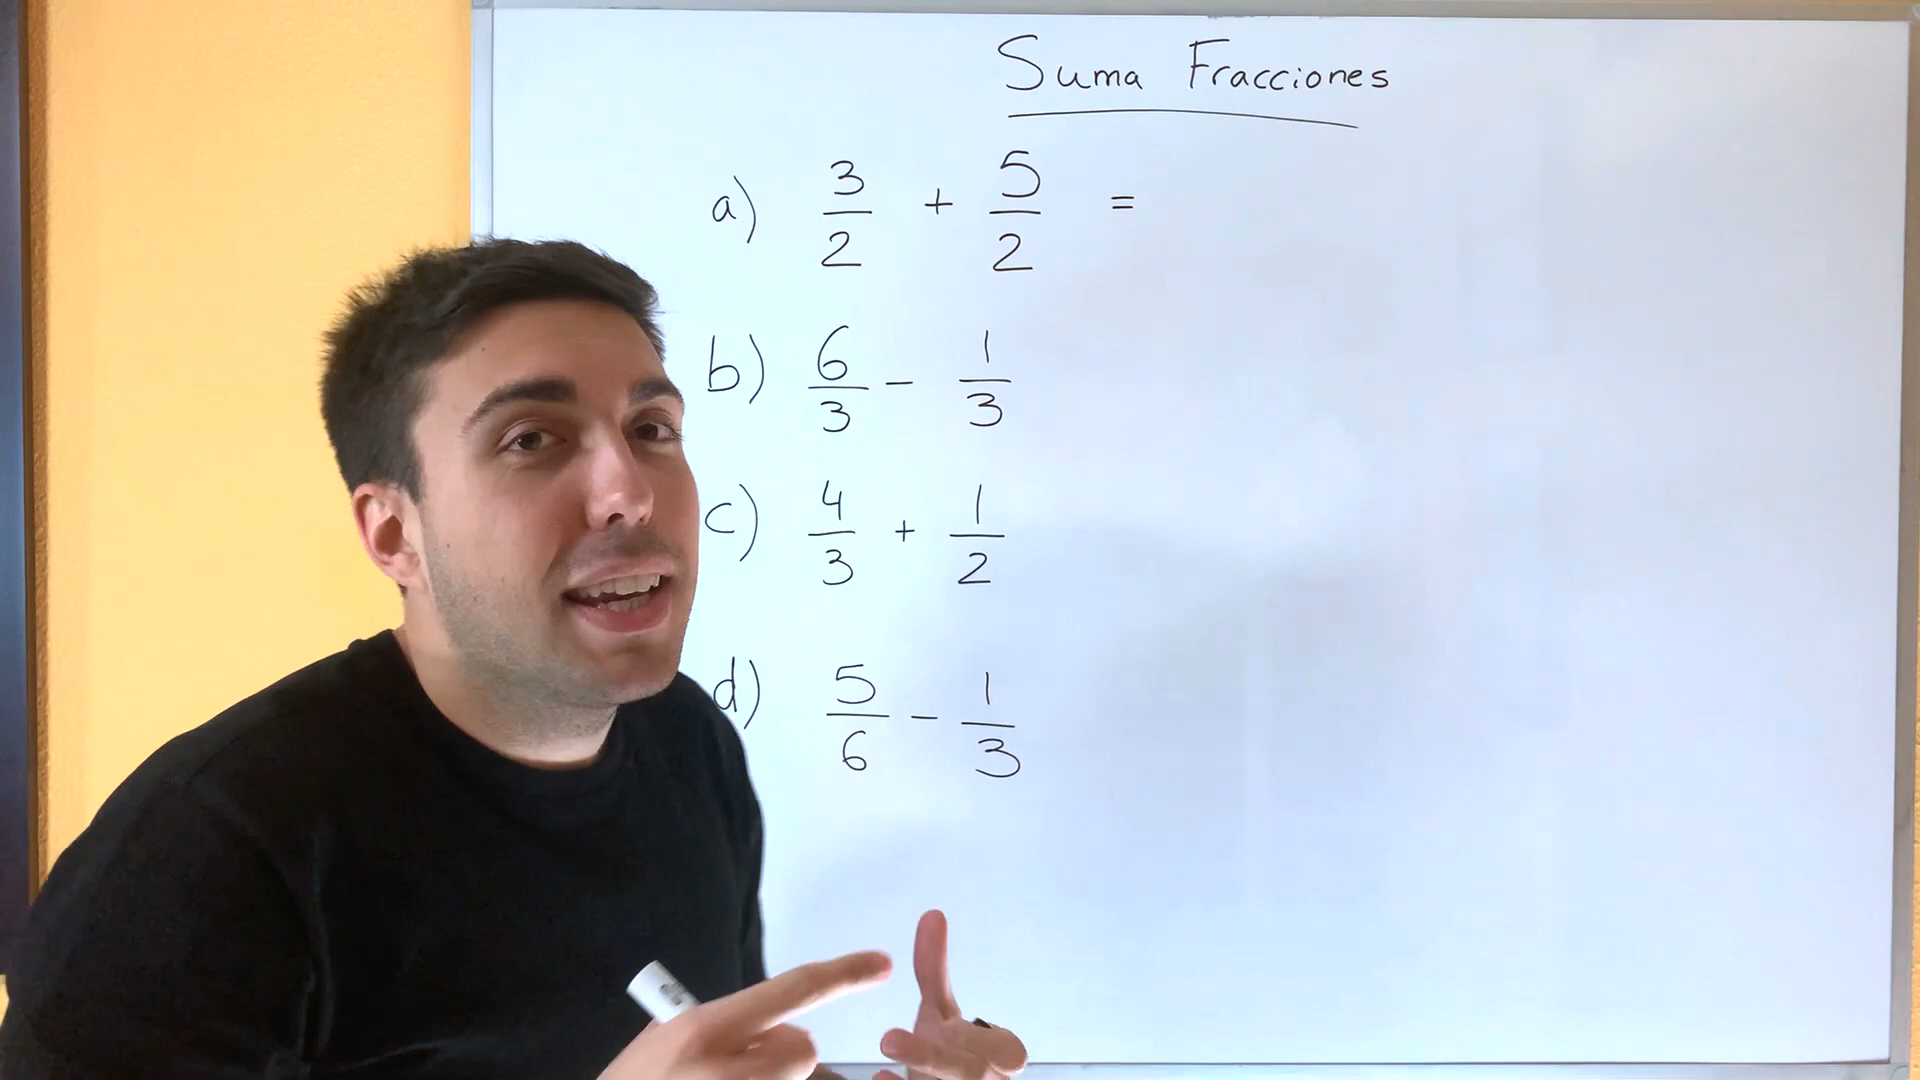 Suma Fracciones
a) 3/2 + 5/2 =
b) 6/3 - 1/3
c) 4/3 + 1/2
d) 5/6 - 1/3